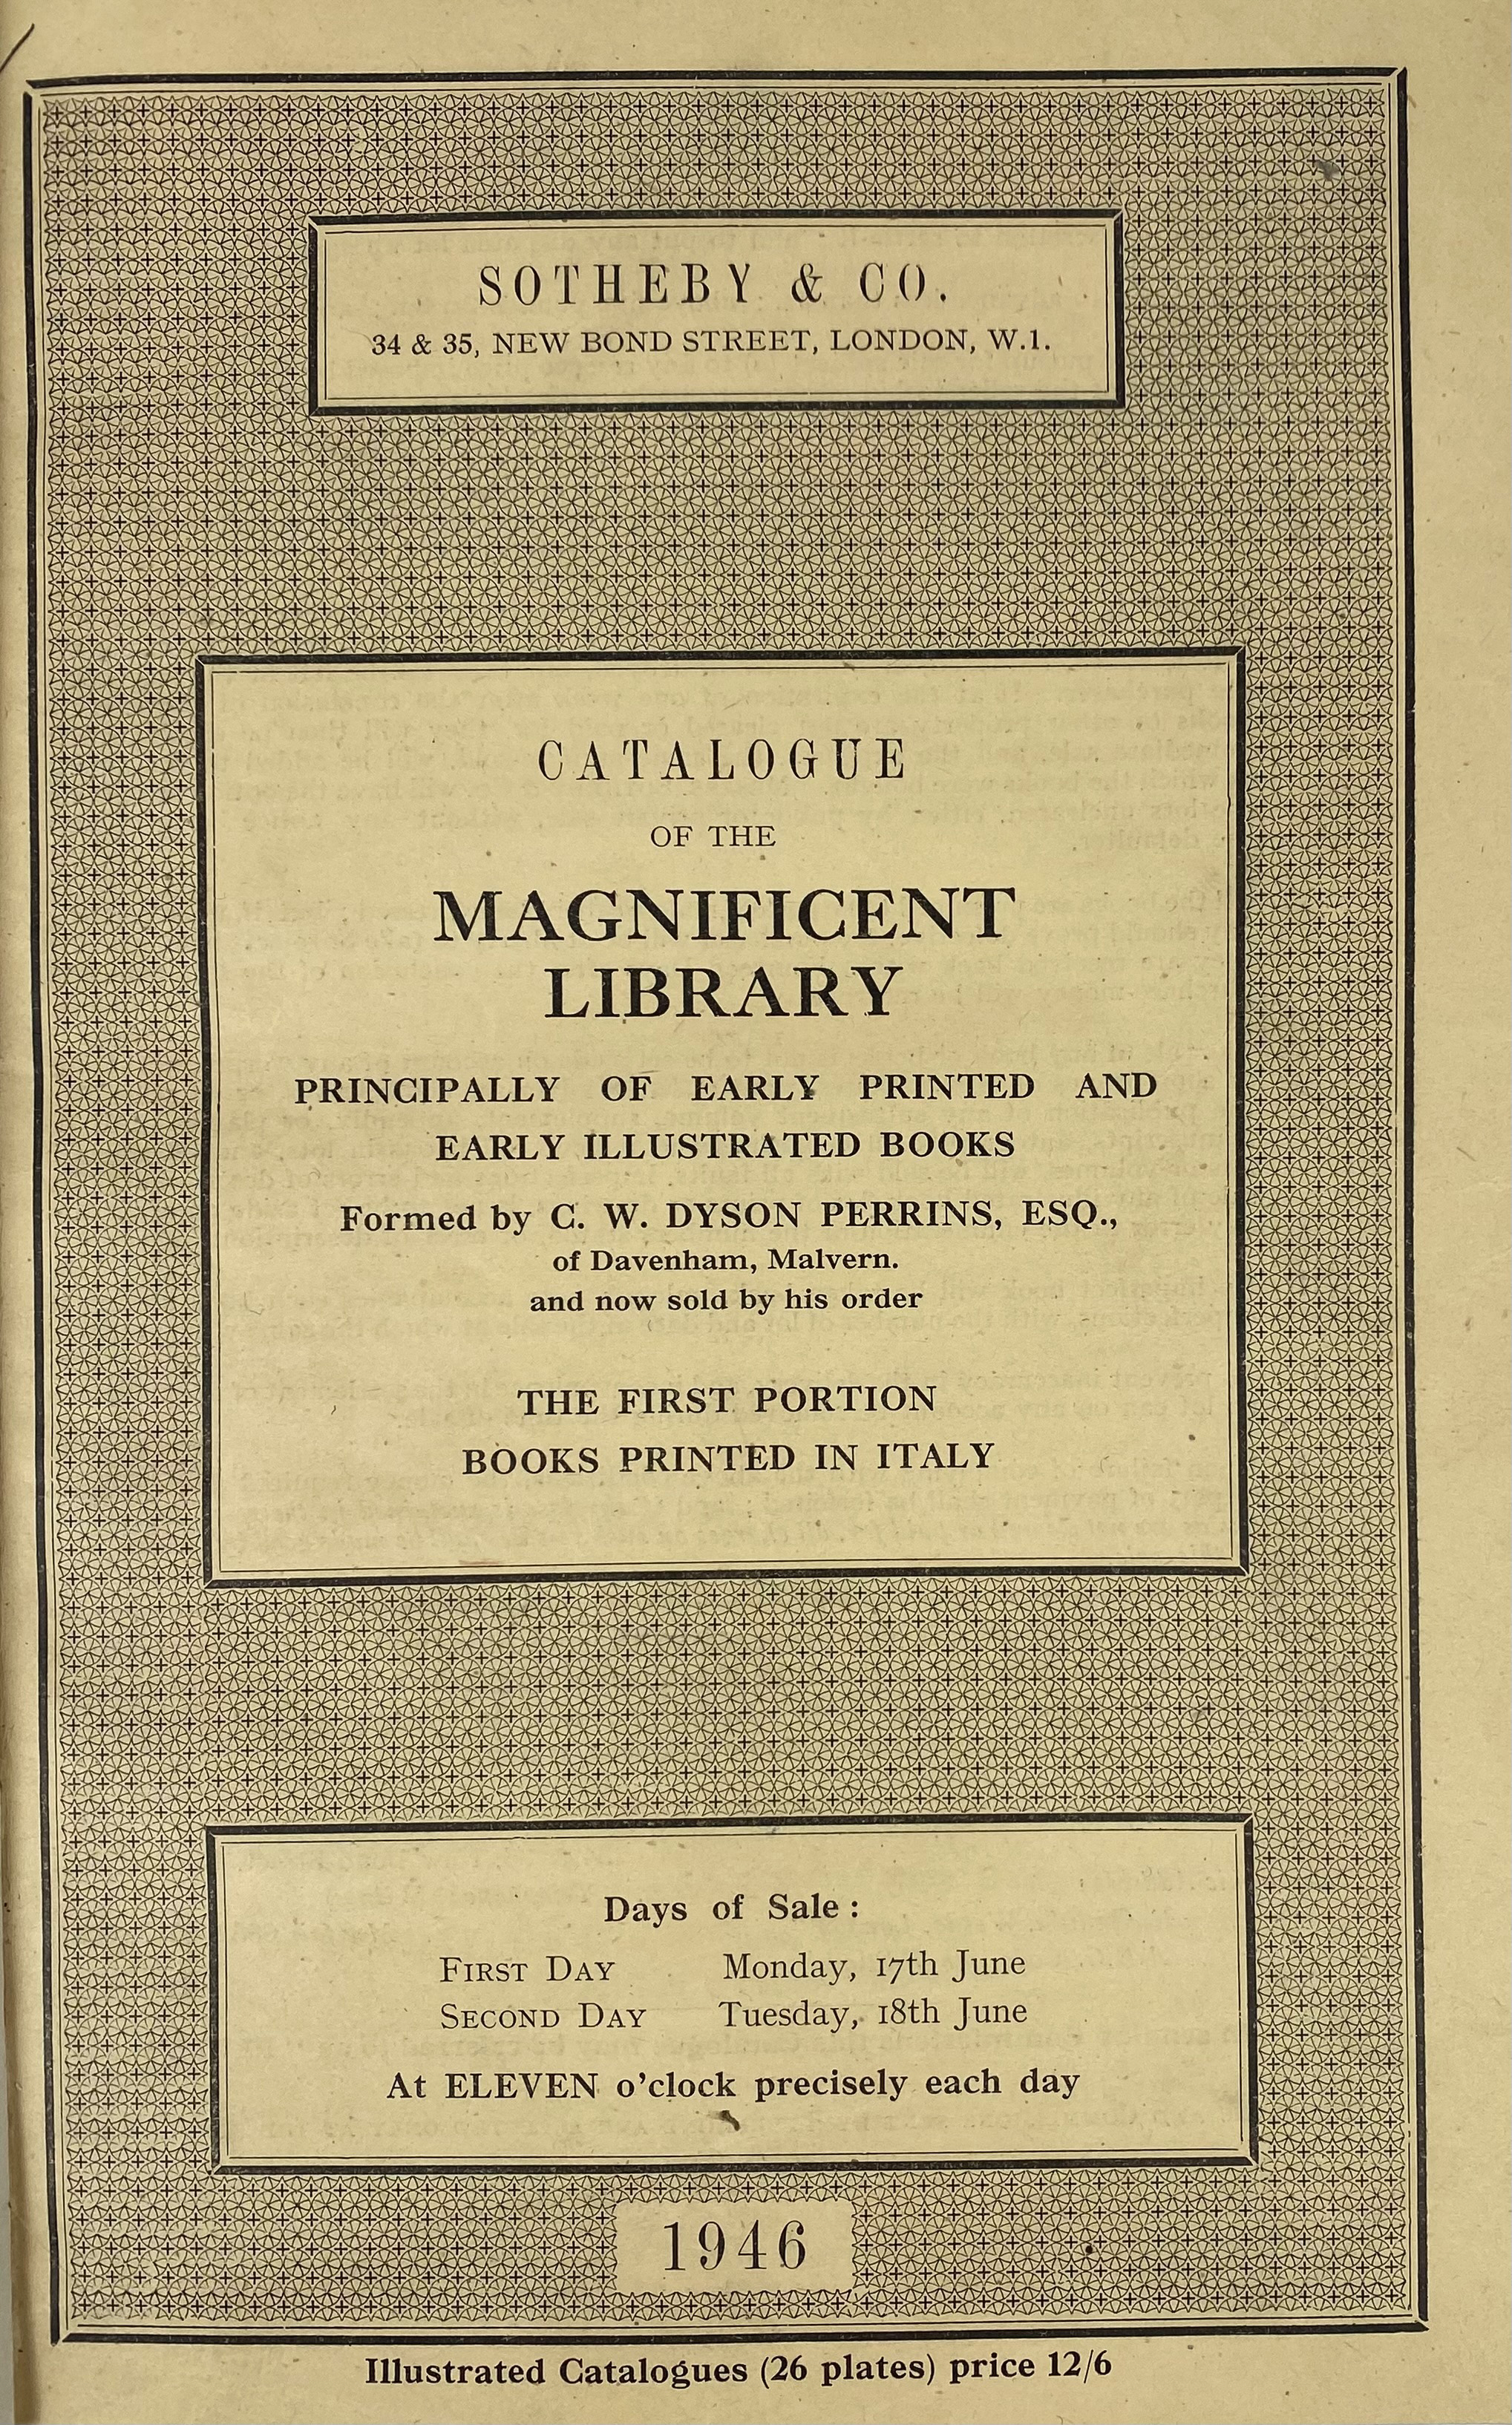 SOTHEBY & CO.
34 & 35, NEW BOND STREET, LONDON, W.1.
CATALOGUE
OF THE
MAGNIFICENT
LIBRARY
PRINCIPALLY OF EARLY PRINTED AND
EARLY ILLUSTRATED BOOKS
Formed by C. W. DYSON PERRINS, ESQ.,
of Davenham, Malvern.
and now sold by his order
THE FIRST PORTION
BOOKS PRINTED IN ITALY
Days of Sale :
FIRST DAY Monday, 17th June
SECOND DAY Tuesday, 18th June
At ELEVEN o'clock precisely each day
1946
Illustrated Catalogues (26 plates) price 12/6